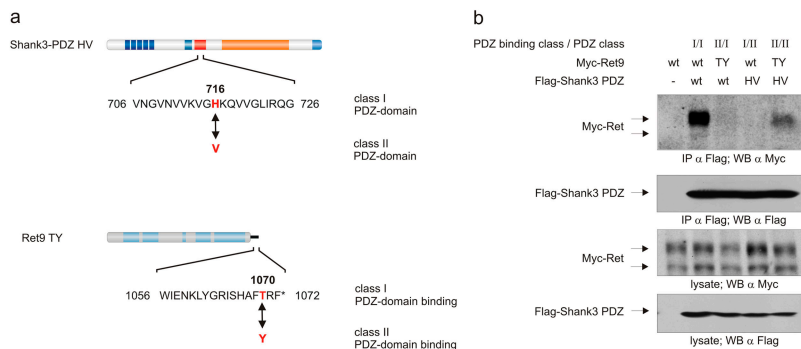 a
Shank3-PDZ HV
716
706 VNGVNVVKVGHKQVVGLIRQG 726
class I
PDZ-domain
V
class II
PDZ-domain
Ret9 TY
1070
1056 WIENKLYGRISHAFTRF* 1072
class I
PDZ-domain binding
Y
class II
PDZ-domain binding
b
PDZ binding class / PDZ class I/I II/I I/II II/II
Myc-Ret9 wt wt TY wt TY
Flag-Shank3 PDZ - wt wt HV HV
Myc-Ret
IP α Flag; WB α Myc
Flag-Shank3 PDZ
IP α Flag; WB α Flag
Myc-Ret
lysate; WB α Myc
Flag-Shank3 PDZ
lysate; WB α Flag